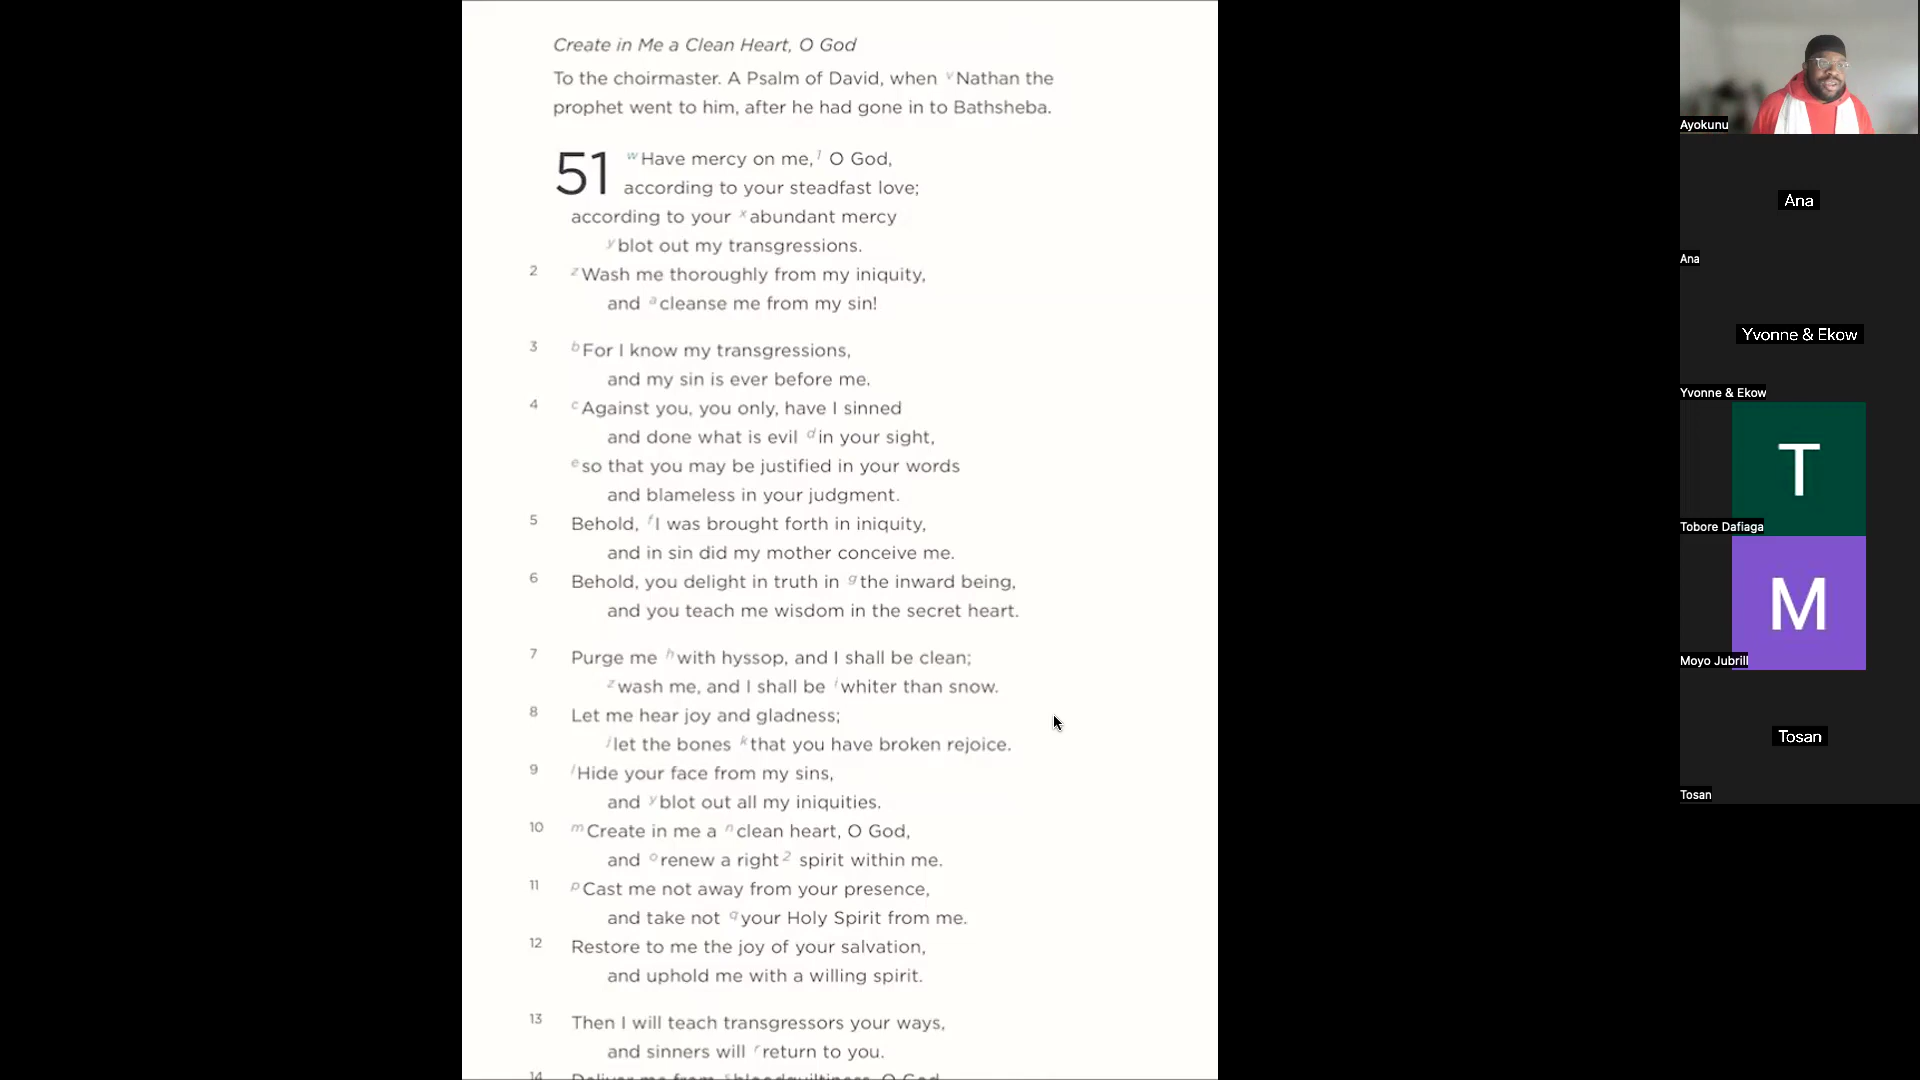 Create in Me a Clean Heart, O God
To the choirmaster. A Psalm of David, when v Nathan the
prophet went to him, after he had gone in to Bathsheba.
51 w Have mercy on me,1 O God,
according to your steadfast love;
according to your x abundant mercy
y blot out my transgressions.
2 z Wash me thoroughly from my iniquity,
and a cleanse me from my sin!
3 b For I know my transgressions,
and my sin is ever before me.
4 c Against you, you only, have I sinned
and done what is evil d in your sight,
e so that you may be justified in your words
and blameless in your judgment.
5 Behold, f I was brought forth in iniquity,
and in sin did my mother conceive me.
6 Behold, you delight in truth in g the inward being,
and you teach me wisdom in the secret heart.
7 Purge me h with hyssop, and I shall be clean;
z wash me, and I shall be i whiter than snow.
8 Let me hear joy and gladness;
j let the bones k that you have broken rejoice.
9 l Hide your face from my sins,
and y blot out all my iniquities.
10 m Create in me a n clean heart, O God,
and o renew a right2 spirit within me.
11 p Cast me not away from your presence,
and take not q your Holy Spirit from me.
12 Restore to me the joy of your salvation,
and uphold me with a willing spirit.
13 Then I will teach transgressors your ways,
and sinners will r return to you.
14 Deliver me from s bloodguiltiness, O God
Ayokunu
Ana
Ana
Yvonne & Ekow
Yvonne & Ekow
T
Tobore Dafiaga
M
Moyo Jubrill
Tosan
Tosan